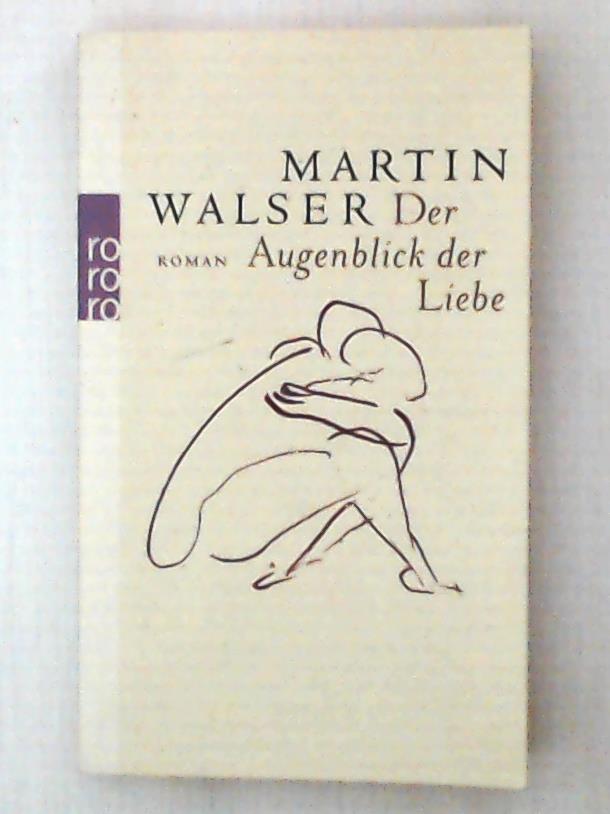 MARTIN
WALSER Der
ROMAN Augenblick der
Liebe
ro
ro
ro